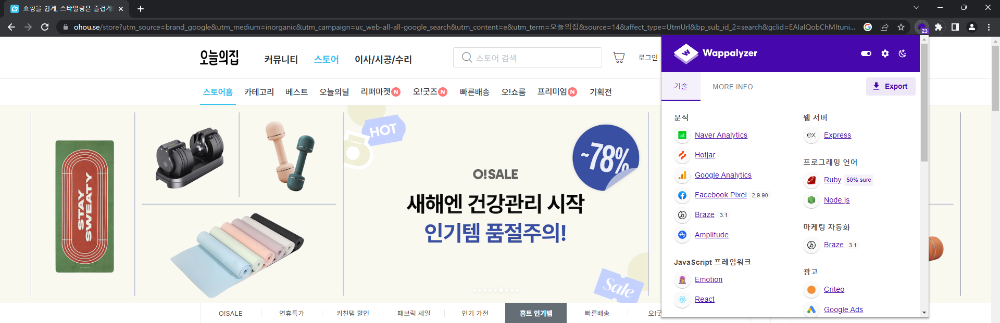 쇼핑을 쉽게, 스타일링은 즐겁게!
ohou.se/store?utm_source=brand_google&utm_medium=inorganic&utm_campaign=uc_web-all-all-google_search&utm_content=e&utm_term=오늘의집&source=14&affect_type=UtmUrl&bp_sub_id_2=search&gclid=EAIaIQobChMItuni...
23
오늘의집
커뮤니티
스토어
이사/시공/수리
스토어 검색
로그인
스토어홈
카테고리
베스트
오늘의딜
리퍼마켓 N
오!굿즈 N
빠른배송
오!쇼룸
프리미엄 N
기획전
STAY
SWEATY
HOT
~78%
O!SALE
새해엔 건강관리 시작
인기템 품절주의!
Sale
O!SALE
연휴특가
키친템 할인
패브릭 세일
인기 가전
홈트 인기템
빠른배송
오!굿
Wappalyzer
기술
MORE INFO
Export
분석
Naver Analytics
Hotjar
Google Analytics
Facebook Pixel 2.9.90
Braze 3.1
Amplitude
JavaScript 프레임워크
Emotion
React
웹 서버
ex
Express
프로그래밍 언어
Ruby 50% sure
Node.js
마케팅 자동화
Braze 3.1
광고
Criteo
Google Ads